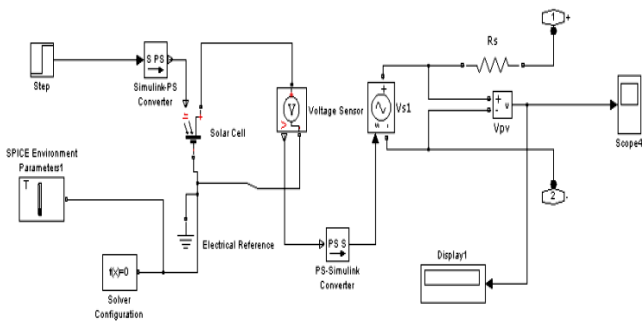 1
+
Rs
S PS
Step
Simulink-PS
Converter
Solar Cell
V
Voltage Sensor
V
+
Vs1
-
+
-
v
Vpv
Scope4
SPICE Environment
Parameters1
T
2
-
Electrical Reference
PS S
PS-Simulink
Converter
Display1
f(x)=0
Solver
Configuration